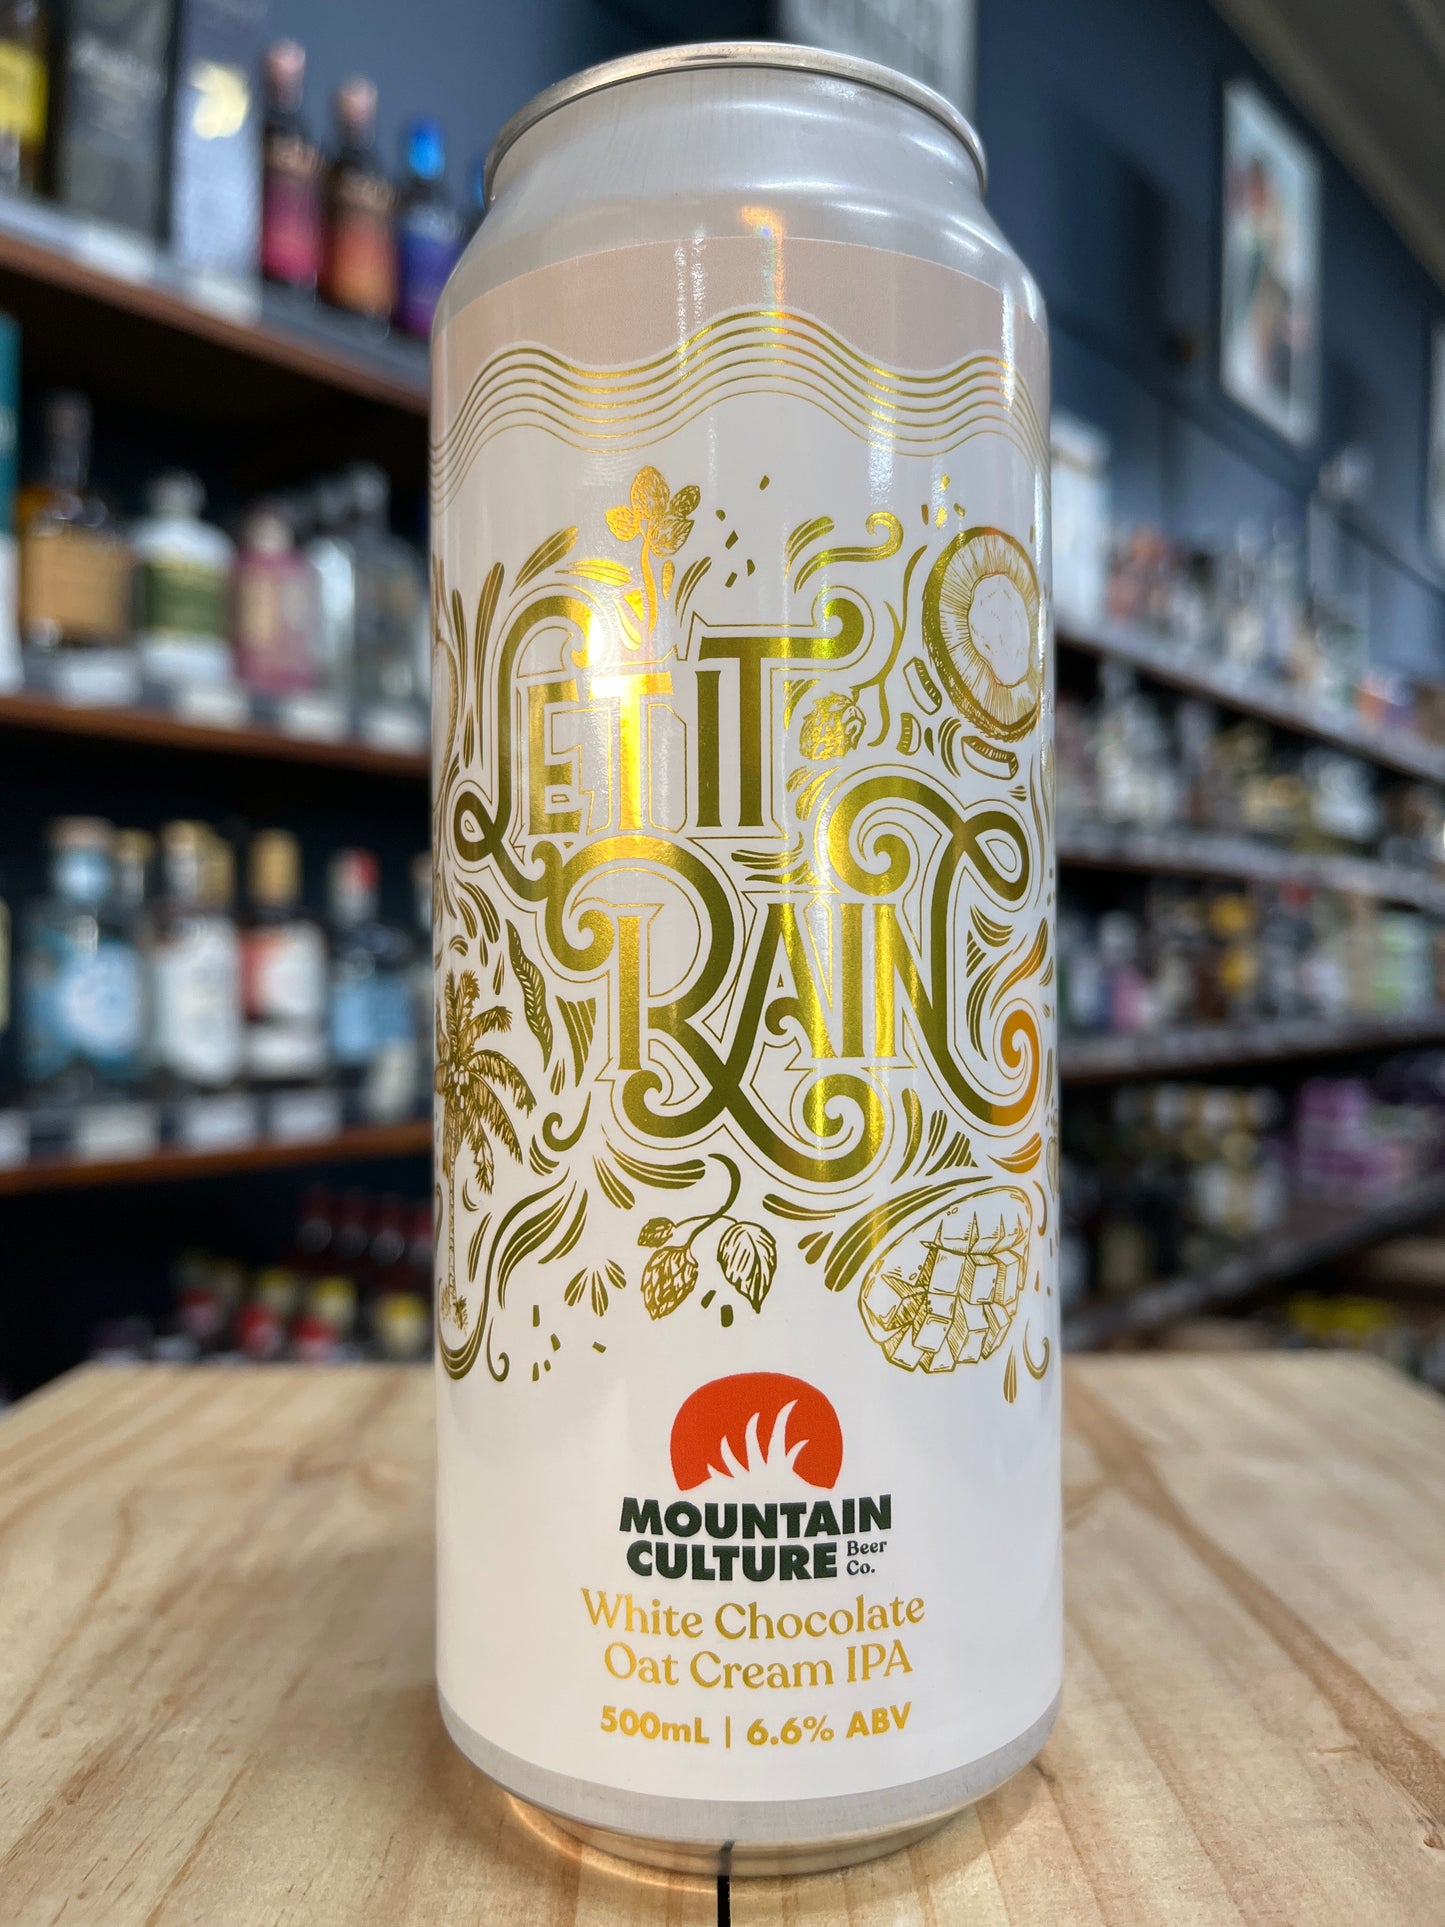 LET IT
RAIN
MOUNTAIN
CULTURE Beer
Co.
White Chocolate
Oat Cream IPA
500mL | 6.6% ABV